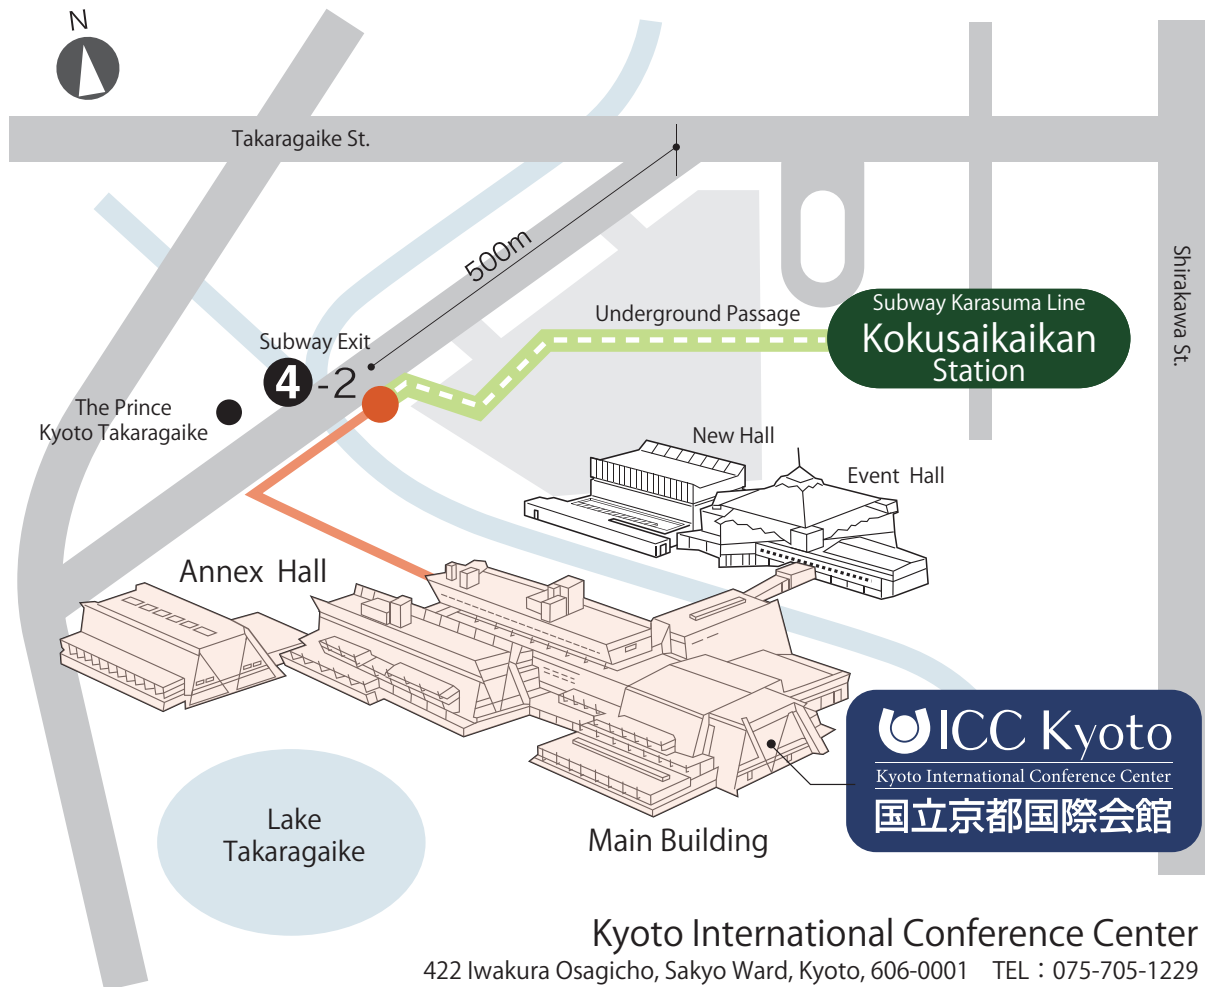 N
Takaragaike St.
500m
Shirakawa St.
Underground Passage
Subway Karasuma Line
Kokusaikaikan
Station
Subway Exit
4-2
The Prince
Kyoto Takaragaike
New Hall
Event Hall
Annex Hall
ICC Kyoto
Kyoto International Conference Center
国立京都国際会館
Lake
Takaragaike
Main Building
Kyoto International Conference Center
422 Iwakura Osagicho, Sakyo Ward, Kyoto, 606-0001 TEL：075-705-1229